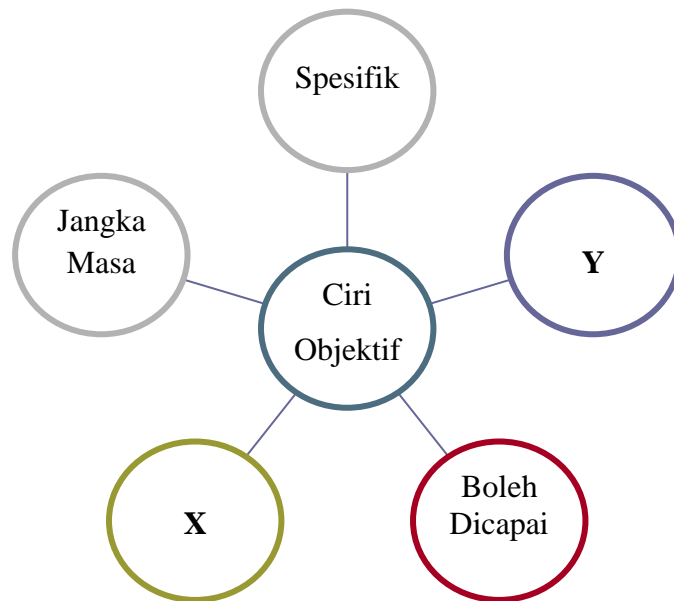 Spesifik
Jangka
Masa
Y
Ciri
Objektif
X
Boleh
Dicapai